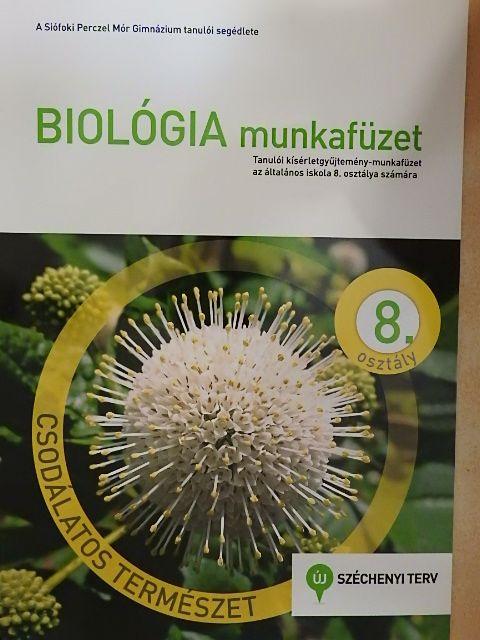 A Siófoki Perczel Mór Gimnázium tanulói segédlete
BIOLÓGIA munkafüzet
Tanulói kísérletgyűjtemény-munkafüzet
az általános iskola 8. osztálya számára
8.
osztály
CSODÁLATOS TERMÉSZET
ÚJ SZÉCHENYI TERV